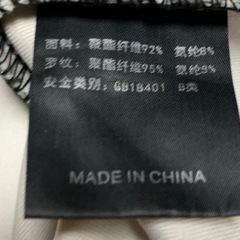 面料：聚酯纤维92% 氨纶8%
罗纹：聚酯纤维95% 氨纶5%
安全类别：GB18401 B类
MADE IN CHINA